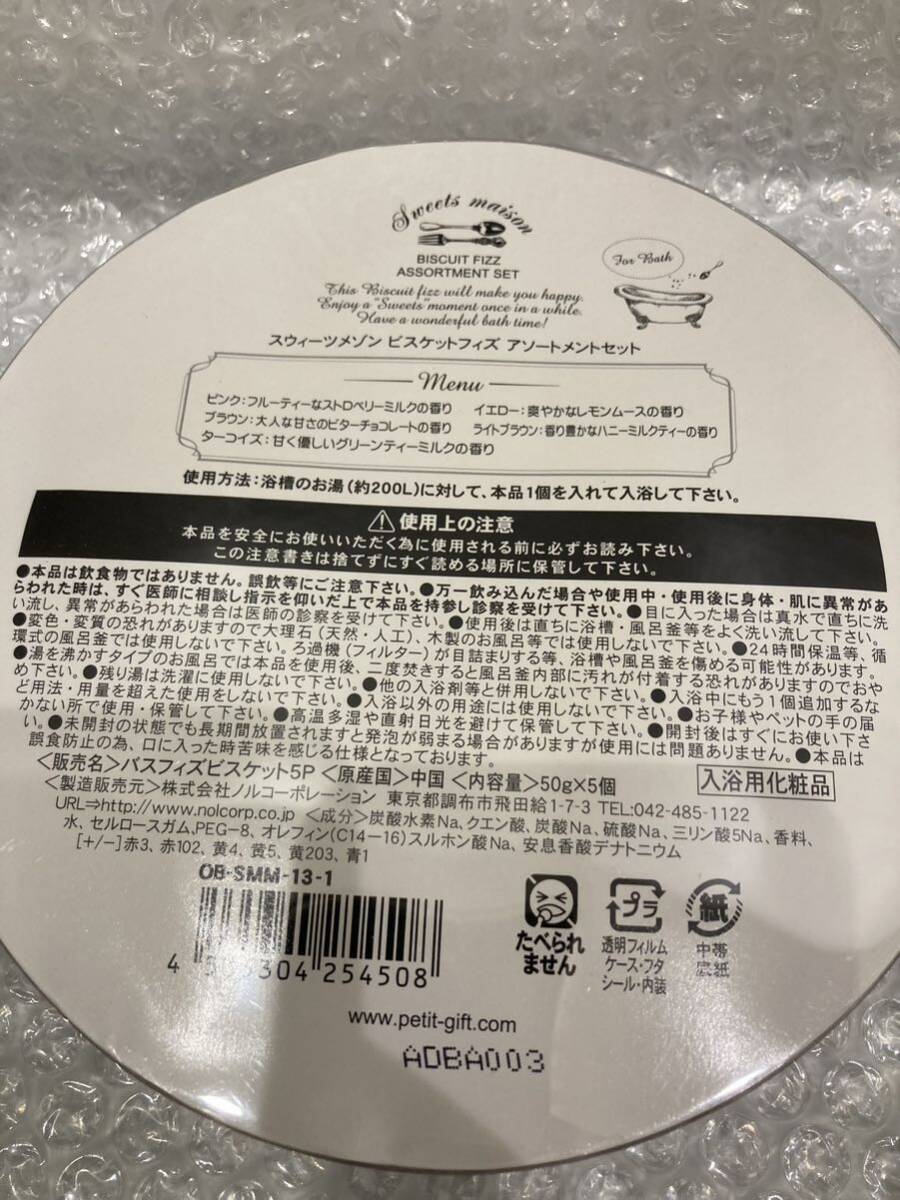 Sweets maison
BISCUIT FIZZ
ASSORTMENT SET
For Bath
This Biscuit fizz will make you happy.
Enjoy a "Sweets" moment once in a while.
Have a wonderful bath time!
スウィーツメゾン ビスケットフィズ アソートメントセット
Menu
ピンク:フルーティーなストロベリーミルクの香り イエロー:爽やかなレモンムースの香り
ブラウン:大人な甘さのビターチョコレートの香り ライトブラウン:香り豊かなハニーミルクティーの香り
ターコイズ:甘く優しいグリーンティーミルクの香り
使用方法:浴槽のお湯(約200L)に対して、本品1個を入れて入浴して下さい。
⚠使用上の注意
本品を安全にお使いいただく為に使用される前に必ずお読み下さい。
この注意書きは捨てずにすぐ読める場所に保管して下さい。
●本品は飲食物ではありません。誤飲等にご注意下さい。●万一飲み込んだ場合や使用中・使用後に身体・肌に異常があ
らわれた時は、すぐ医師に相談し指示を仰いだ上で本品を持参し診察を受けて下さい。●目に入った場合は真水で直ちに洗
い流し、異常があらわれた場合は医師の診察を受けて下さい。●使用後は直ちに浴槽・風呂釜等をよく洗い流して下さい。
●変色・変質の恐れがありますので大理石(天然・人工)、木製のお風呂等では使用しないで下さい。●24時間保温等、循
環式の風呂釜では使用しないで下さい。ろ過機(フィルター)が目詰まりする等、浴槽や風呂釜を傷める可能性があります。
●湯を沸かすタイプのお風呂では本品を使用後、二度焚きすると風呂釜内部に汚れが付着する恐れがありますのでおや
め下さい。●残り湯は洗濯に使用しないで下さい。●他の入浴剤等と併用しないで下さい。●入浴中にもう1個追加するな
ど用法・用量を超えた使用をしないで下さい。●入浴以外の用途には使用しないで下さい。●お子様やペットの手の届
かない所で使用・保管して下さい。●高温多湿や直射日光を避けて保管して下さい。●開封後はすぐにお使い下さ
い。●未開封の状態でも長期間放置されますと発泡が弱まる場合がありますが使用には問題ありません。●本品は
誤食防止の為、口に入った時苦味を感じる仕様となっております。
〈販売名〉バスフィズビスケット5P 〈原産国〉中国 〈内容量〉50g×5個 入浴用化粧品
〈製造販売元〉株式会社ノルコーポレーション 東京都調布市飛田給1-7-3 TEL:042-485-1122
URL⇒http://www.nolcorp.co.jp 〈成分〉炭酸水素Na、クエン酸、炭酸Na、硫酸Na、三リン酸5Na、香料、
水、セルロースガム、PEG-8、オレフィン(C14-16)スルホン酸Na、安息香酸デナトニウム
[+/-]赤3、赤102、黄4、黄5、黄203、青1
OB-SMM-13-1
254508
たべられ
ません
プラ
透明フィルム
ケース・フタ
シール・内装
紙
中帯
底紙
www.petit-gift.com
ADBA003